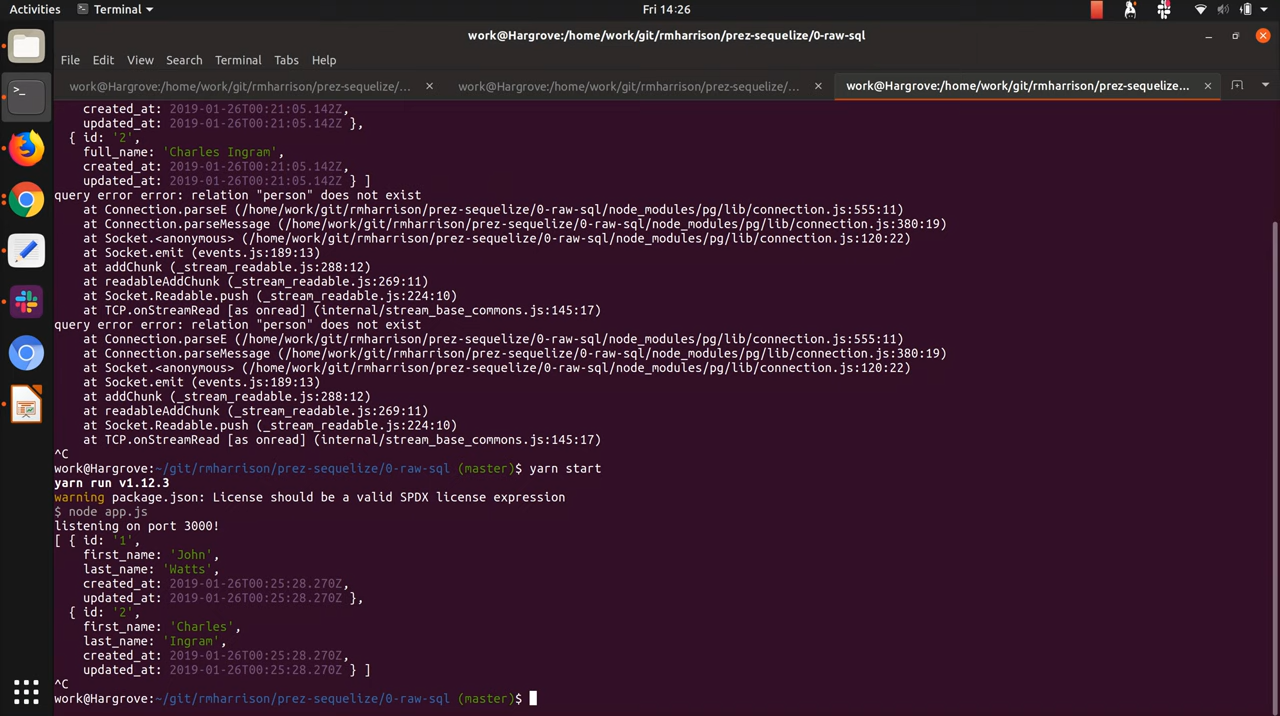 Activities Terminal Fri 14:26
work@Hargrove:/home/work/git/rmharrison/prez-sequelize/0-raw-sql
File Edit View Search Terminal Tabs Help
work@Hargrove:/home/work/git/rmharrison/prez-sequelize/... work@Hargrove:/home/work/git/rmharrison/prez-sequelize/... work@Hargrove:/home/work/git/rmharrison/prez-sequelize...
created_at: 2019-01-26T00:21:05.142Z,
updated_at: 2019-01-26T00:21:05.142Z },
{ id: '2',
full_name: 'Charles Ingram',
created_at: 2019-01-26T00:21:05.142Z,
updated_at: 2019-01-26T00:21:05.142Z } ]
query error error: relation "person" does not exist
at Connection.parseE (/home/work/git/rmharrison/prez-sequelize/0-raw-sql/node_modules/pg/lib/connection.js:555:11)
at Connection.parseMessage (/home/work/git/rmharrison/prez-sequelize/0-raw-sql/node_modules/pg/lib/connection.js:380:19)
at Socket.<anonymous> (/home/work/git/rmharrison/prez-sequelize/0-raw-sql/node_modules/pg/lib/connection.js:120:22)
at Socket.emit (events.js:189:13)
at addChunk (_stream_readable.js:288:12)
at readableAddChunk (_stream_readable.js:269:11)
at Socket.Readable.push (_stream_readable.js:224:10)
at TCP.onStreamRead [as onread] (internal/stream_base_commons.js:145:17)
query error error: relation "person" does not exist
at Connection.parseE (/home/work/git/rmharrison/prez-sequelize/0-raw-sql/node_modules/pg/lib/connection.js:555:11)
at Connection.parseMessage (/home/work/git/rmharrison/prez-sequelize/0-raw-sql/node_modules/pg/lib/connection.js:380:19)
at Socket.<anonymous> (/home/work/git/rmharrison/prez-sequelize/0-raw-sql/node_modules/pg/lib/connection.js:120:22)
at Socket.emit (events.js:189:13)
at addChunk (_stream_readable.js:288:12)
at readableAddChunk (_stream_readable.js:269:11)
at Socket.Readable.push (_stream_readable.js:224:10)
at TCP.onStreamRead [as onread] (internal/stream_base_commons.js:145:17)
^C
work@Hargrove:~/git/rmharrison/prez-sequelize/0-raw-sql (master)$ yarn start
yarn run v1.12.3
warning package.json: License should be a valid SPDX license expression
$ node app.js
listening on port 3000!
[ { id: '1',
first_name: 'John',
last_name: 'Watts',
created_at: 2019-01-26T00:25:28.270Z,
updated_at: 2019-01-26T00:25:28.270Z },
{ id: '2',
first_name: 'Charles',
last_name: 'Ingram',
created_at: 2019-01-26T00:25:28.270Z,
updated_at: 2019-01-26T00:25:28.270Z } ]
^C
work@Hargrove:~/git/rmharrison/prez-sequelize/0-raw-sql (master)$